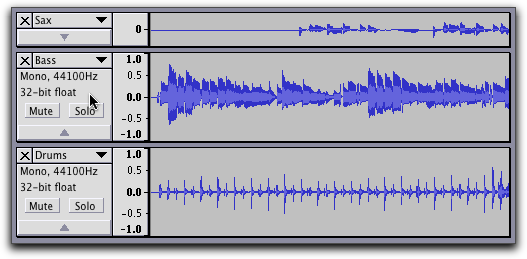 Sax
0
Bass
Mono, 44100Hz
32-bit float
Mute Solo
1.0
0.5
0.0
-0.5
-1.0
Drums
Mono, 44100Hz
32-bit float
Mute Solo
1.0
0.5
0.0
-0.5
-1.0